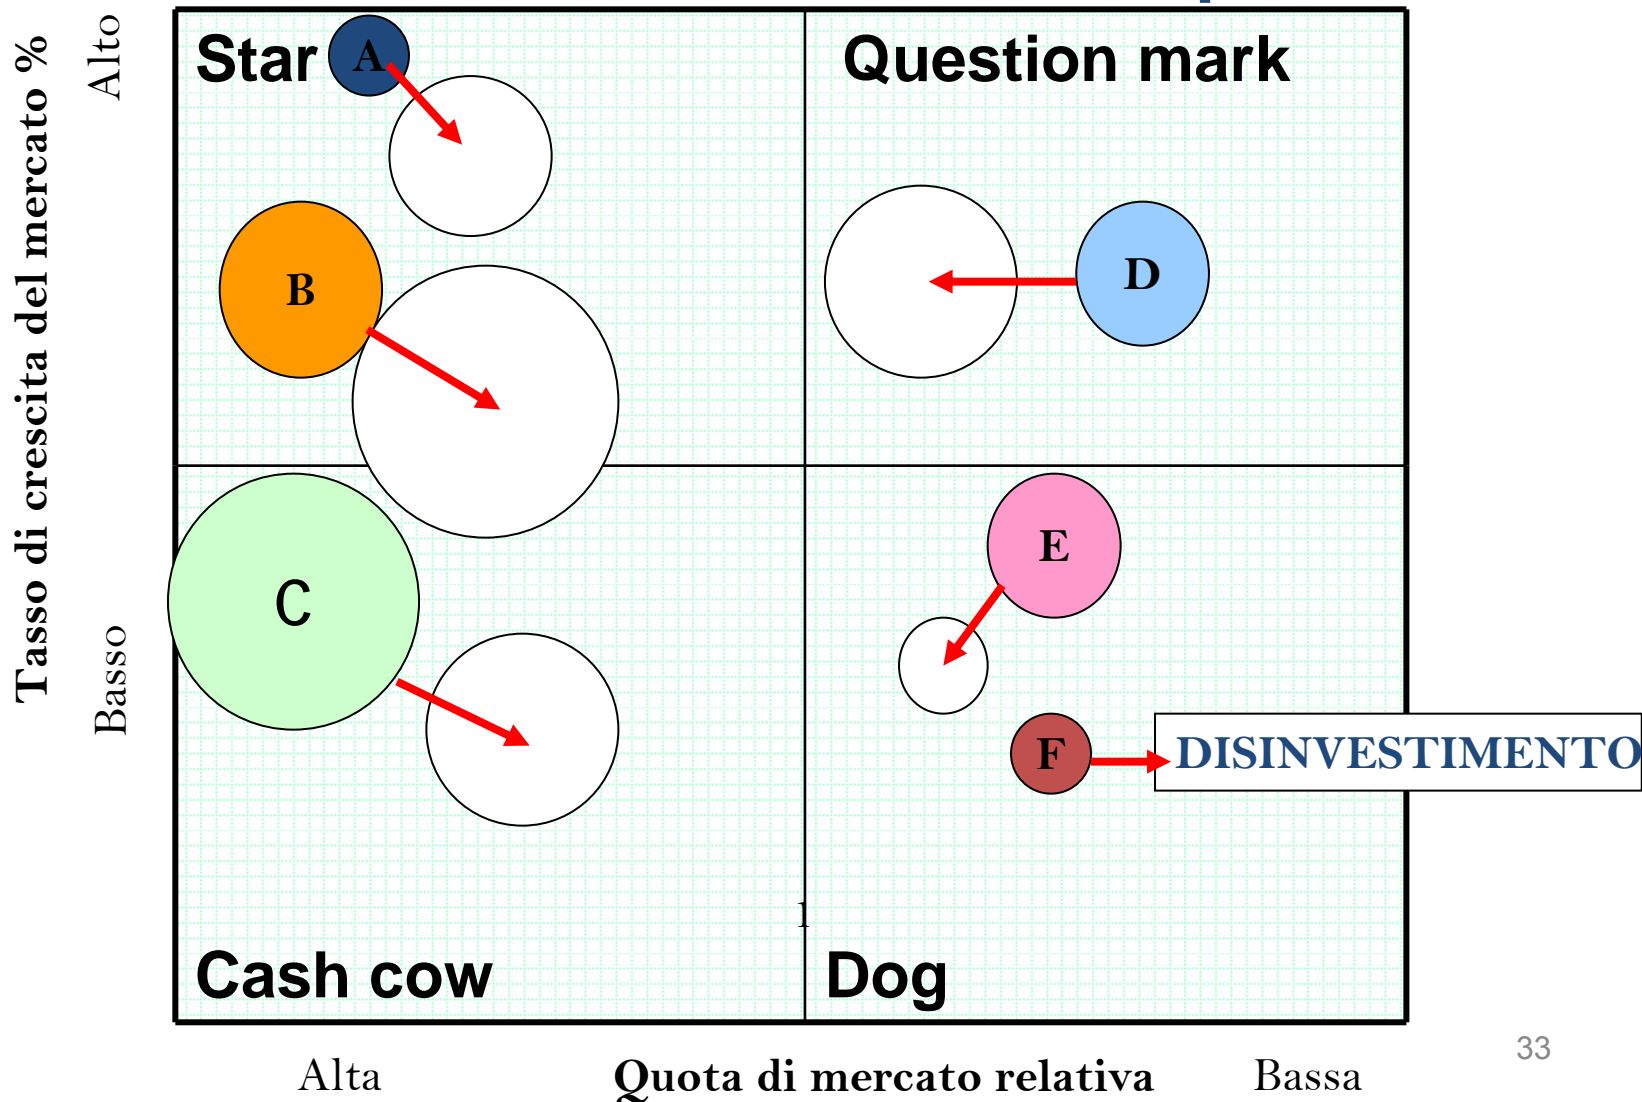 Tasso di crescita del mercato %
Alto
Basso
Star
A
Question mark
B
D
C
E
F
DISINVESTIMENTO
1
Cash cow
Dog
Alta
Quota di mercato relativa
Bassa
33